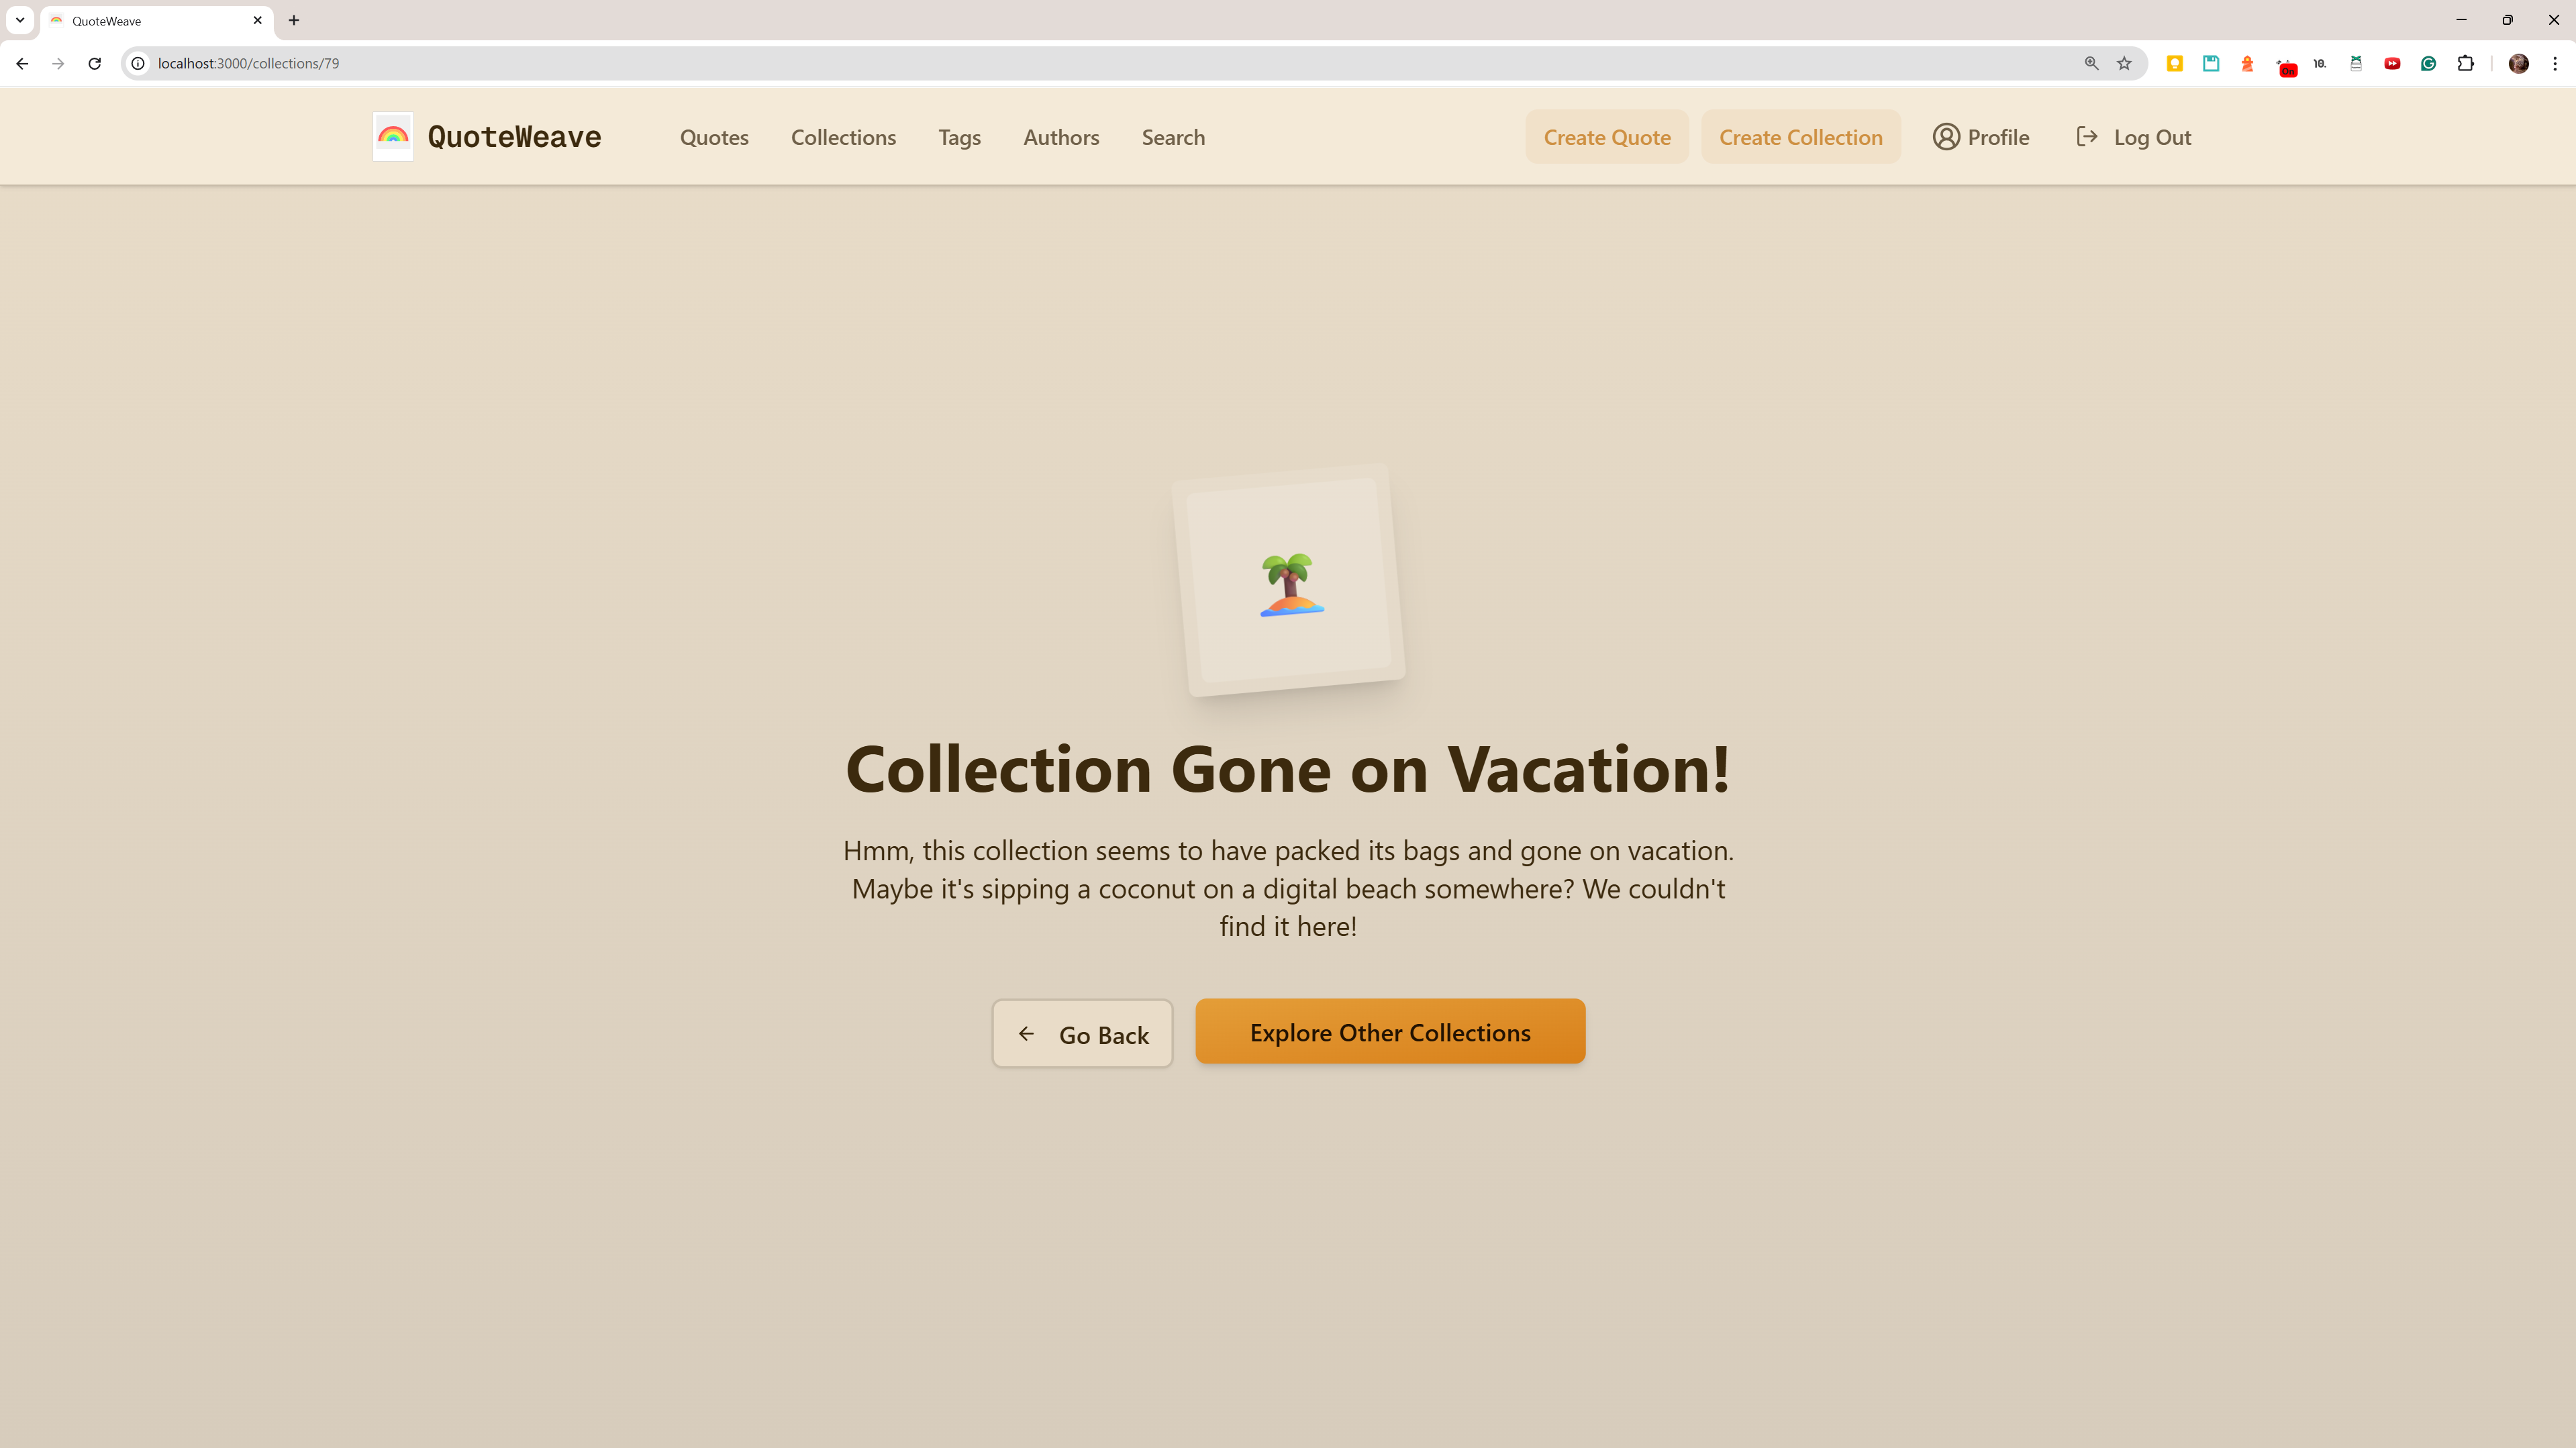 QuoteWeave
localhost:3000/collections/79
On
10.
QuoteWeave
Quotes
Collections
Tags
Authors
Search
Create Quote
Create Collection
Profile
Log Out
Collection Gone on Vacation!
Hmm, this collection seems to have packed its bags and gone on vacation.
Maybe it's sipping a coconut on a digital beach somewhere? We couldn't
find it here!
Go Back
Explore Other Collections